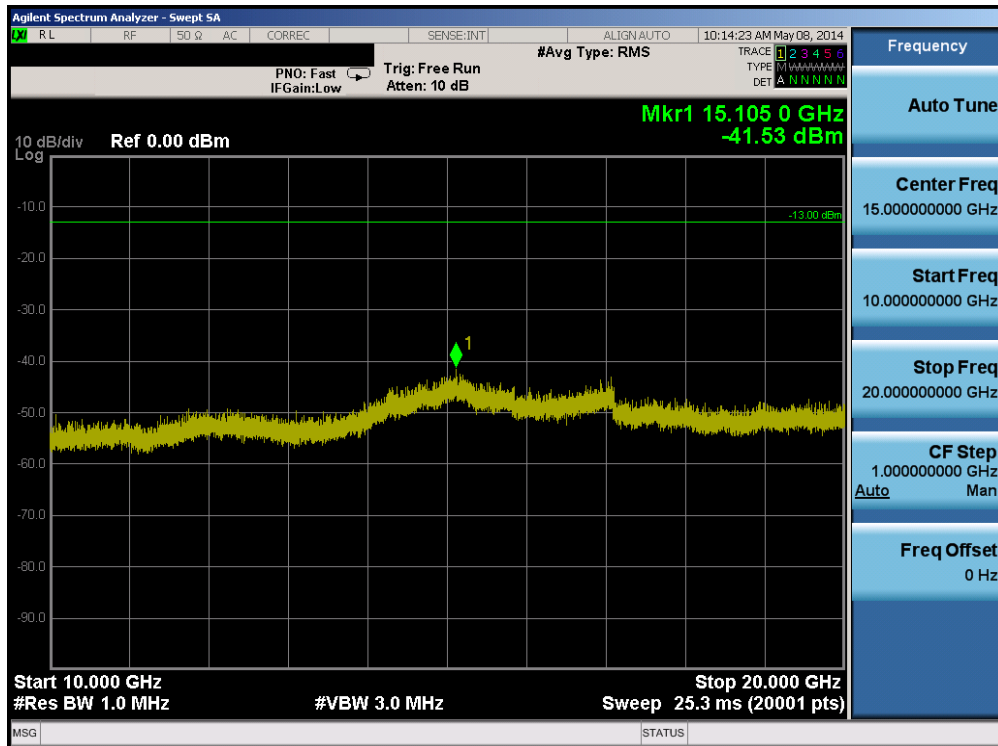 Agilent Spectrum Analyzer - Swept SA
LXI RL RF 50 Ω AC CORREC SENSE:INT ALIGN AUTO 10:14:23 AM May 08, 2014
#Avg Type: RMS TRACE 1 2 3 4 5 6
PNO: Fast Trig: Free Run TYPE M W W W W W
IFGain:Low Atten: 10 dB DET A N N N N N
Mkr1 15.105 0 GHz
-41.53 dBm
10 dB/div Ref 0.00 dBm
Log
-10.0
-13.00 dBm
-20.0
-30.0
1
-40.0
-50.0
-60.0
-70.0
-80.0
-90.0
Start 10.000 GHz Stop 20.000 GHz
#Res BW 1.0 MHz #VBW 3.0 MHz Sweep 25.3 ms (20001 pts)
MSG STATUS
Frequency
Auto Tune
Center Freq
15.000000000 GHz
Start Freq
10.000000000 GHz
Stop Freq
20.000000000 GHz
CF Step
1.000000000 GHz
Auto Man
Freq Offset
0 Hz